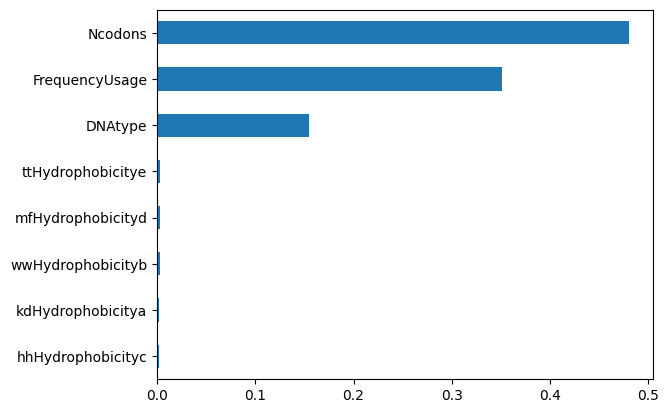 Ncodons
FrequencyUsage
DNAtype
ttHydrophobicitye
mfHydrophobicityd
wwHydrophobicityb
kdHydrophobicitya
hhHydrophobicityc
0.0 0.1 0.2 0.3 0.4 0.5